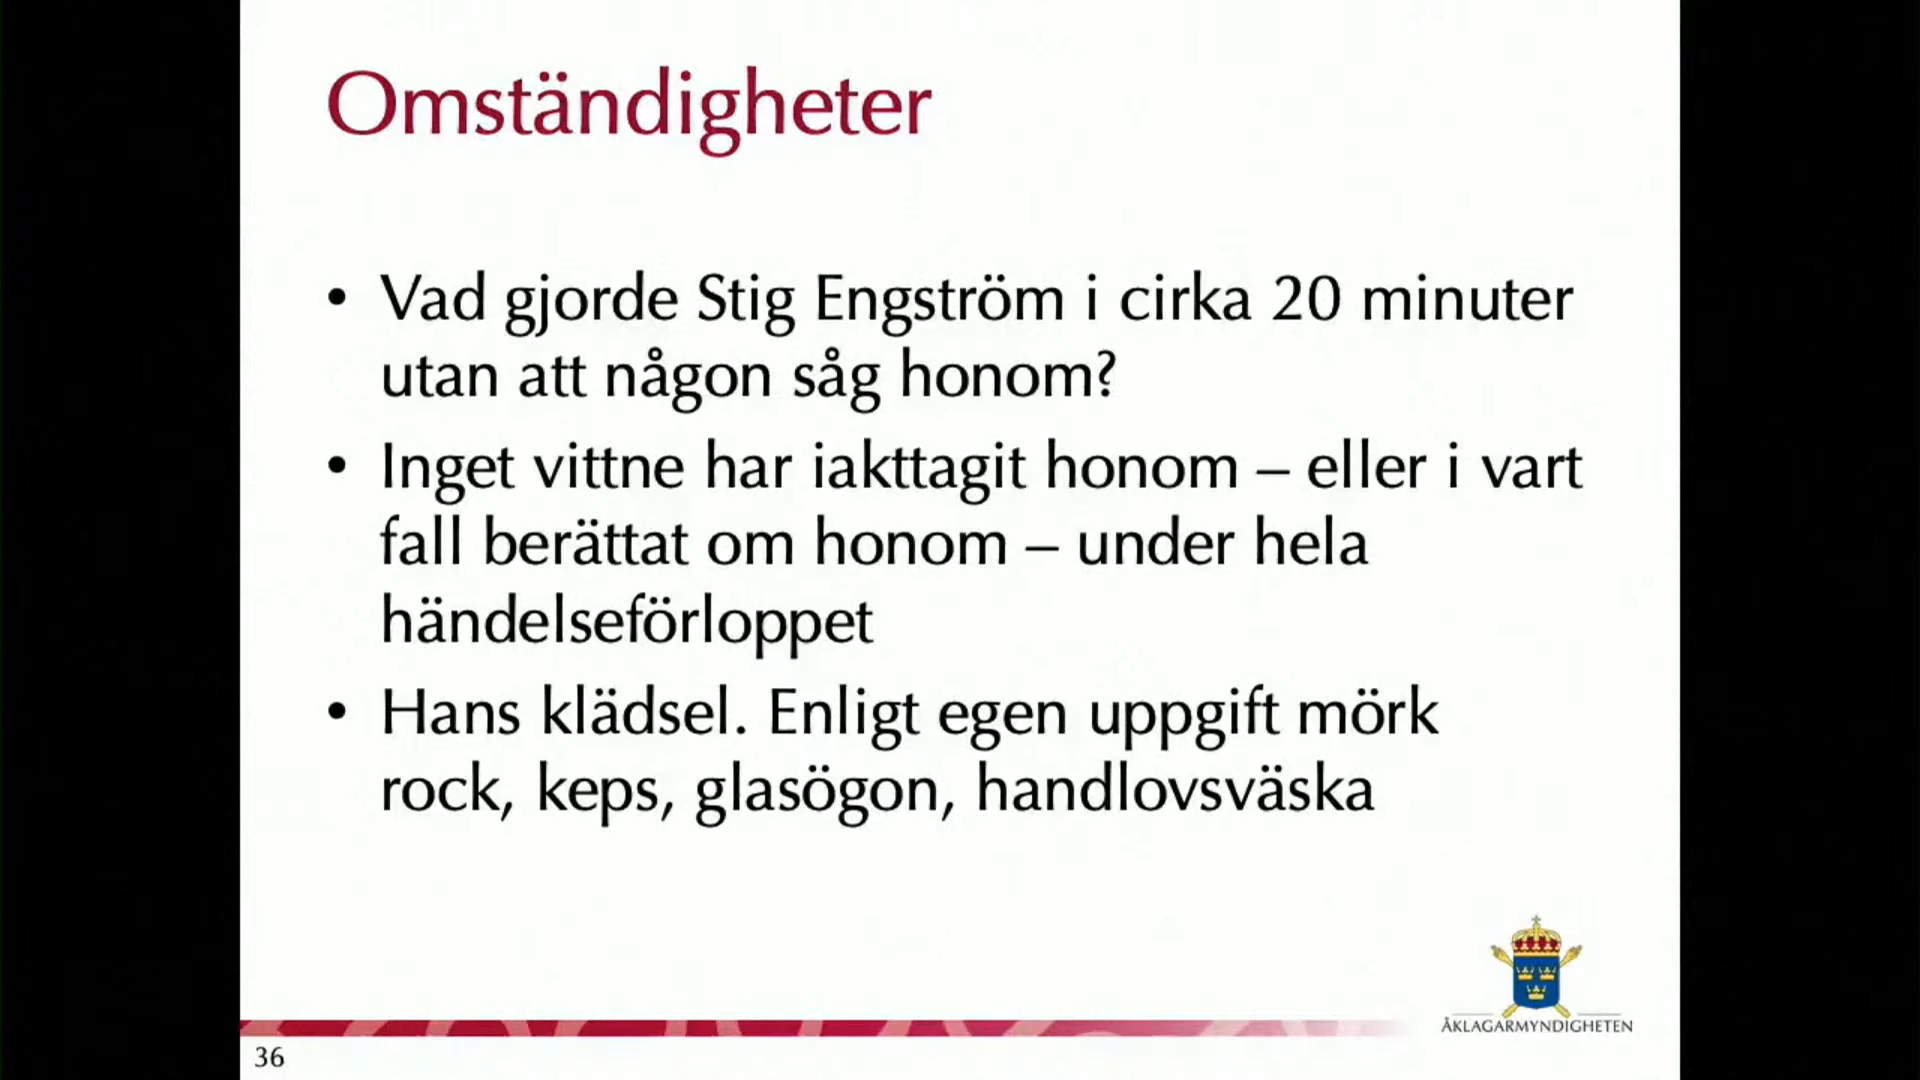 Omständigheter
• Vad gjorde Stig Engström i cirka 20 minuter
utan att någon såg honom?
• Inget vittne har iakttagit honom – eller i vart
fall berättat om honom – under hela
händelseförloppet
• Hans klädsel. Enligt egen uppgift mörk
rock, keps, glasögon, handlovsväska
ÅKLAGARMYNDIGHETEN
36